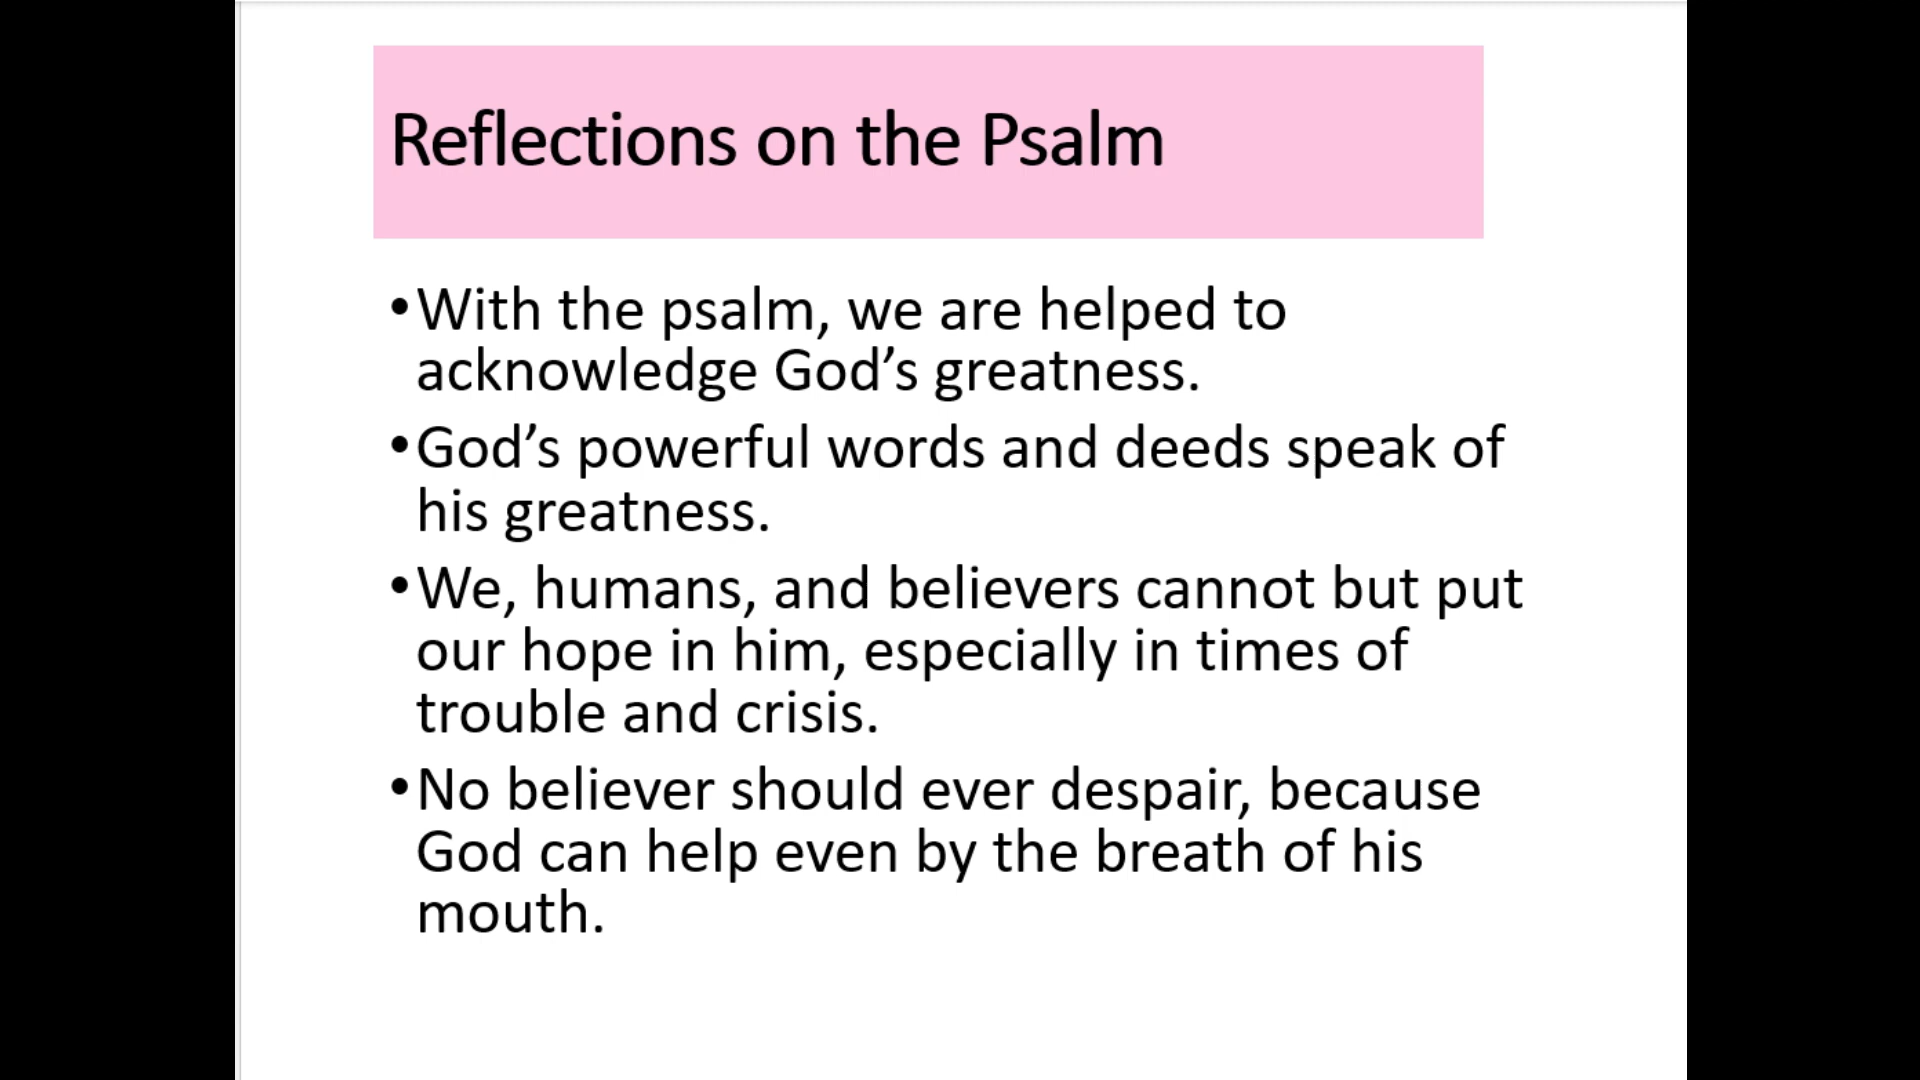 Reflections on the Psalm
•With the psalm, we are helped to
acknowledge God’s greatness.
•God’s powerful words and deeds speak of
his greatness.
•We, humans, and believers cannot but put
our hope in him, especially in times of
trouble and crisis.
•No believer should ever despair, because
God can help even by the breath of his
mouth.